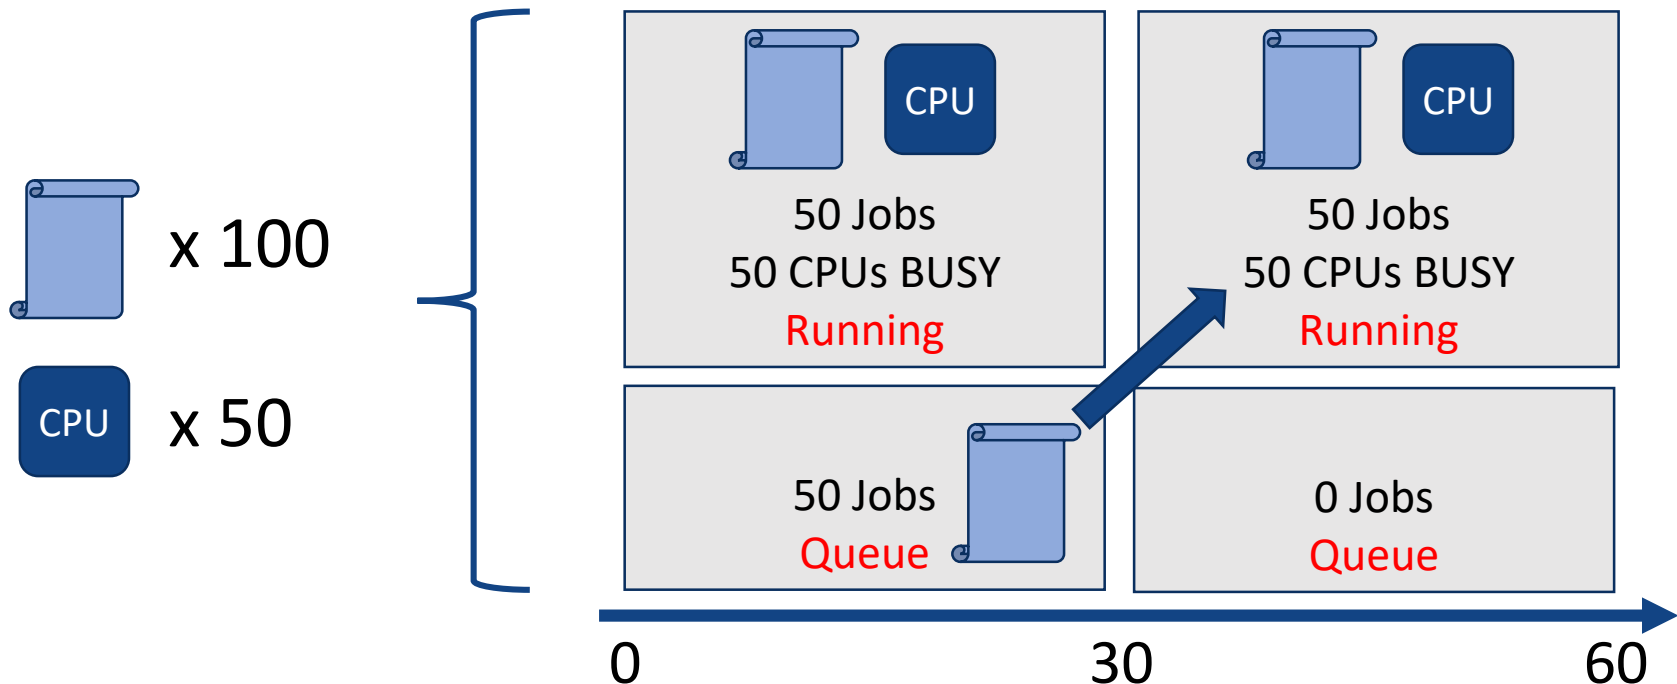 x 100
CPU
x 50
CPU
50 Jobs
50 CPUs BUSY
Running
CPU
50 Jobs
50 CPUs BUSY
Running
50 Jobs
Queue
0 Jobs
Queue
0
30
60